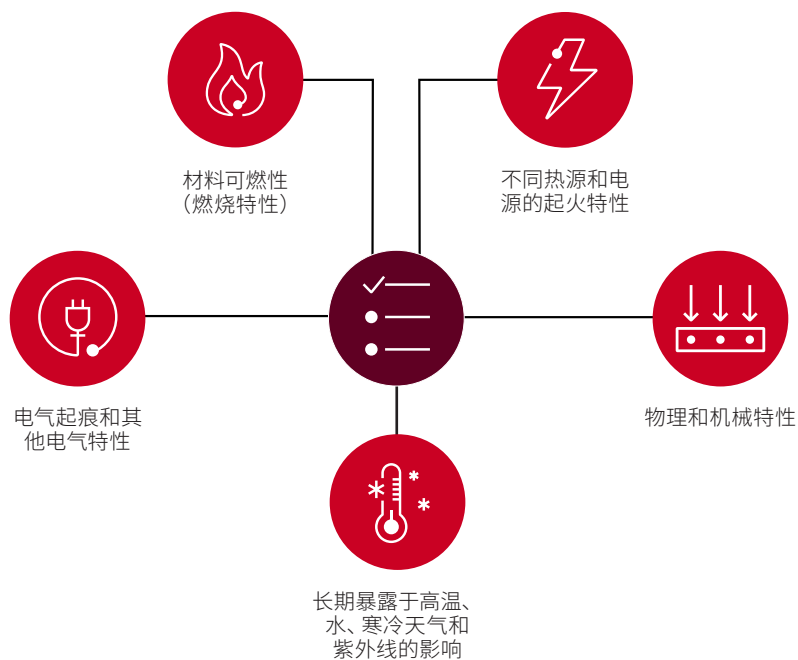 材料可燃性
（燃烧特性）
不同热源和电
源的起火特性
电气起痕和其
他电气特性
物理和机械特性
长期暴露于高温、
水、寒冷天气和
紫外线的影响